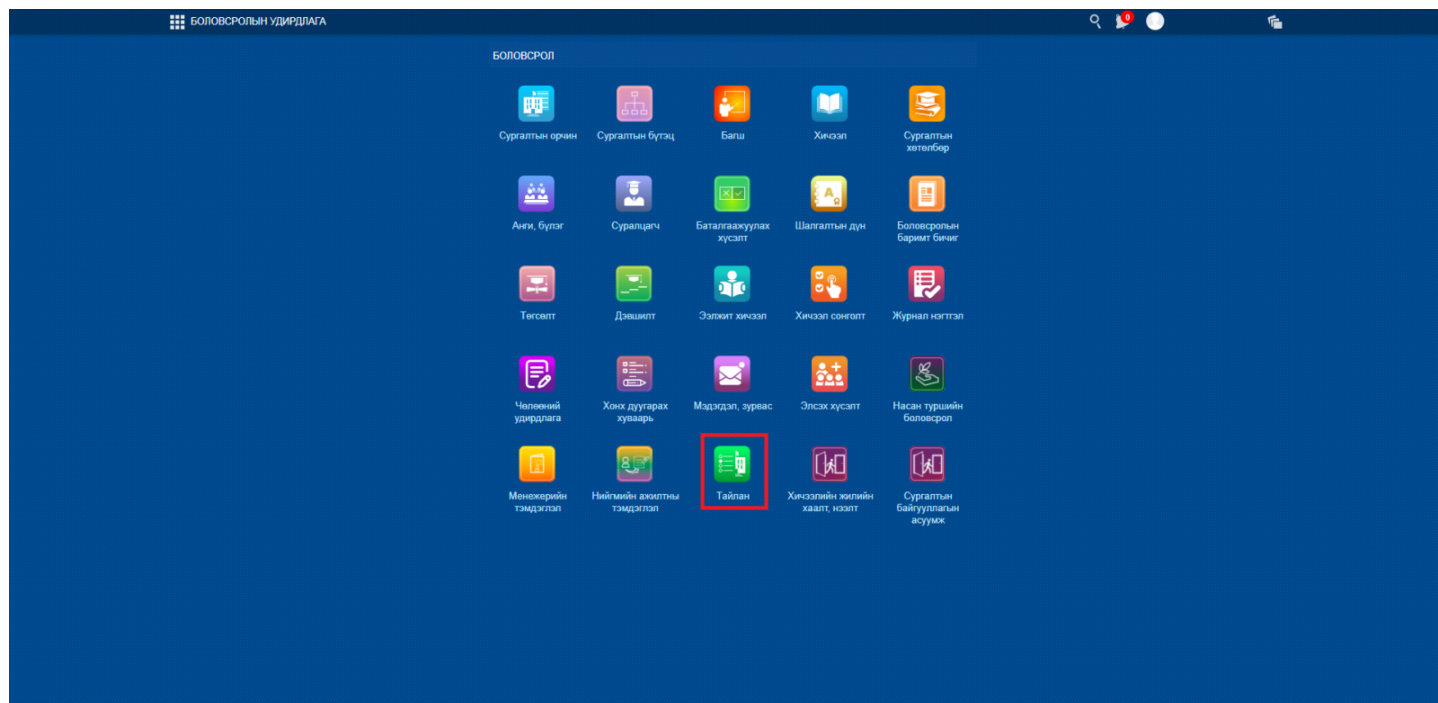 БОЛОВСРОЛЫН УДИРДЛАГА
0
БОЛОВСРОЛ
Сургалтын орчин
Сургалтын бүтэц
Багш
Хичээл
Сургалтын
хөтөлбөр
Анги, бүлэг
Суралцагч
Баталгаажуулах
хүсэлт
Шалгалтын дүн
Боловсролын
баримт бичиг
Төгсөлт
Дэвшилт
Ээлжит хичээл
Хичээл сонголт
Журнал нэгтгэл
Чөлөөний
удирдлага
Хонх дуугарах
хуваарь
Мэдэгдэл, зурвас
Элсэх хүсэлт
Насан туршийн
боловсрол
Менежерийн
тэмдэглэл
Нийгмийн ажилтны
тэмдэглэл
Тайлан
Хичээлийн жилийн
хаалт, нээлт
Сургалтын
байгууллагын
асуумж